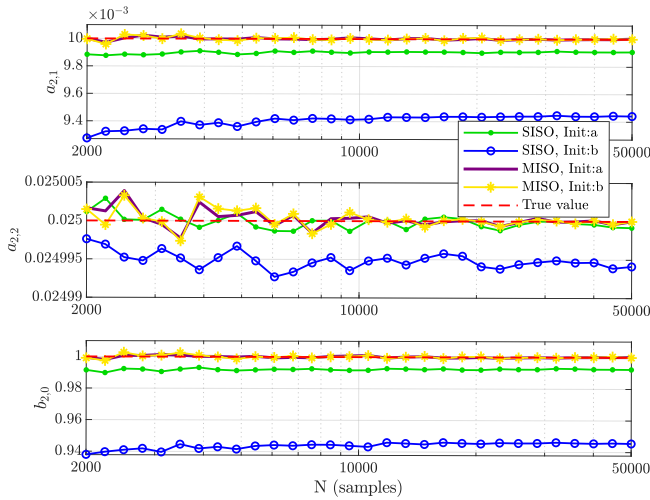 ×10⁻³
10
9.8
9.6
9.4
a₂,₁
2000 10000 50000
SISO, Init:a
SISO, Init:b
MISO, Init:a
MISO, Init:b
True value
0.025005
0.025
0.024995
0.02499
a₂,₂
2000 10000 50000
1
0.98
0.96
0.94
b₂,₀
2000 10000 50000
N (samples)